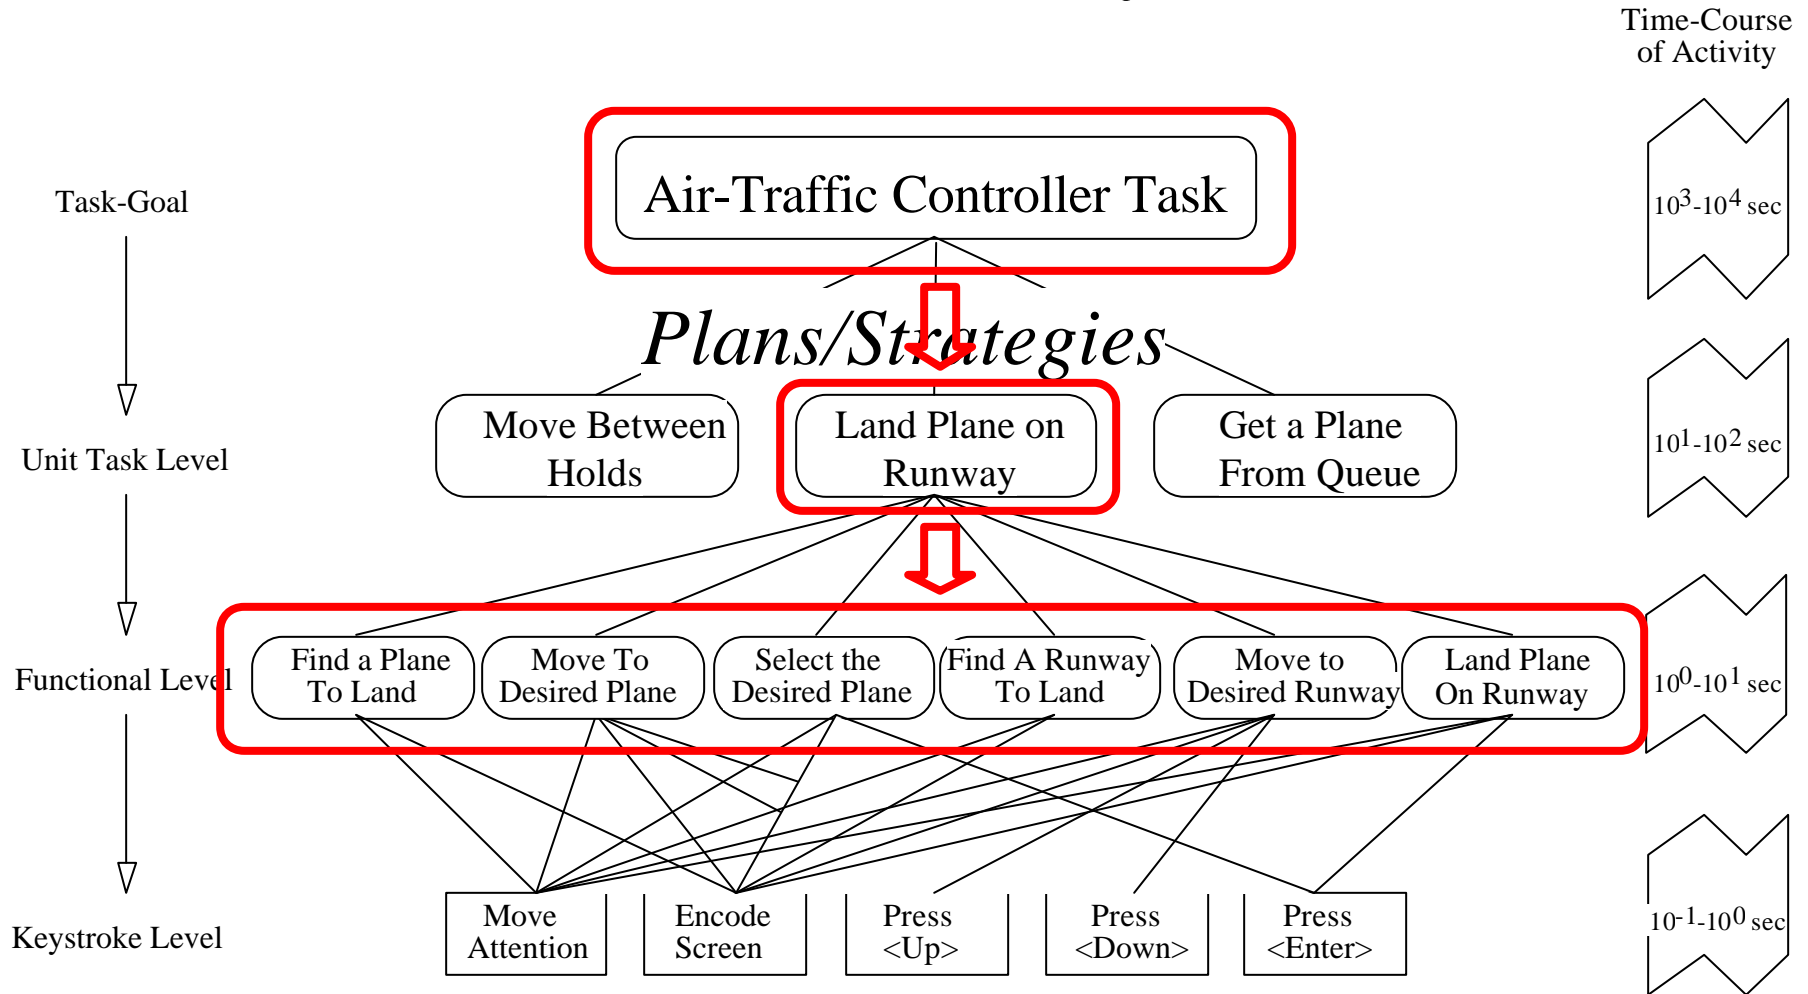 Time-Course
of Activity
Task-Goal
Air-Traffic Controller Task
10³-10⁴ sec
Plans/Strategies
Unit Task Level
Move Between
Holds
Land Plane on
Runway
Get a Plane
From Queue
10¹-10² sec
Functional Level
Find a Plane
To Land
Move To
Desired Plane
Select the
Desired Plane
Find A Runway
To Land
Move to
Desired Runway
Land Plane
On Runway
10⁰-10¹ sec
Keystroke Level
Move
Attention
Encode
Screen
Press
<Up>
Press
<Down>
Press
<Enter>
10⁻¹-10⁰ sec